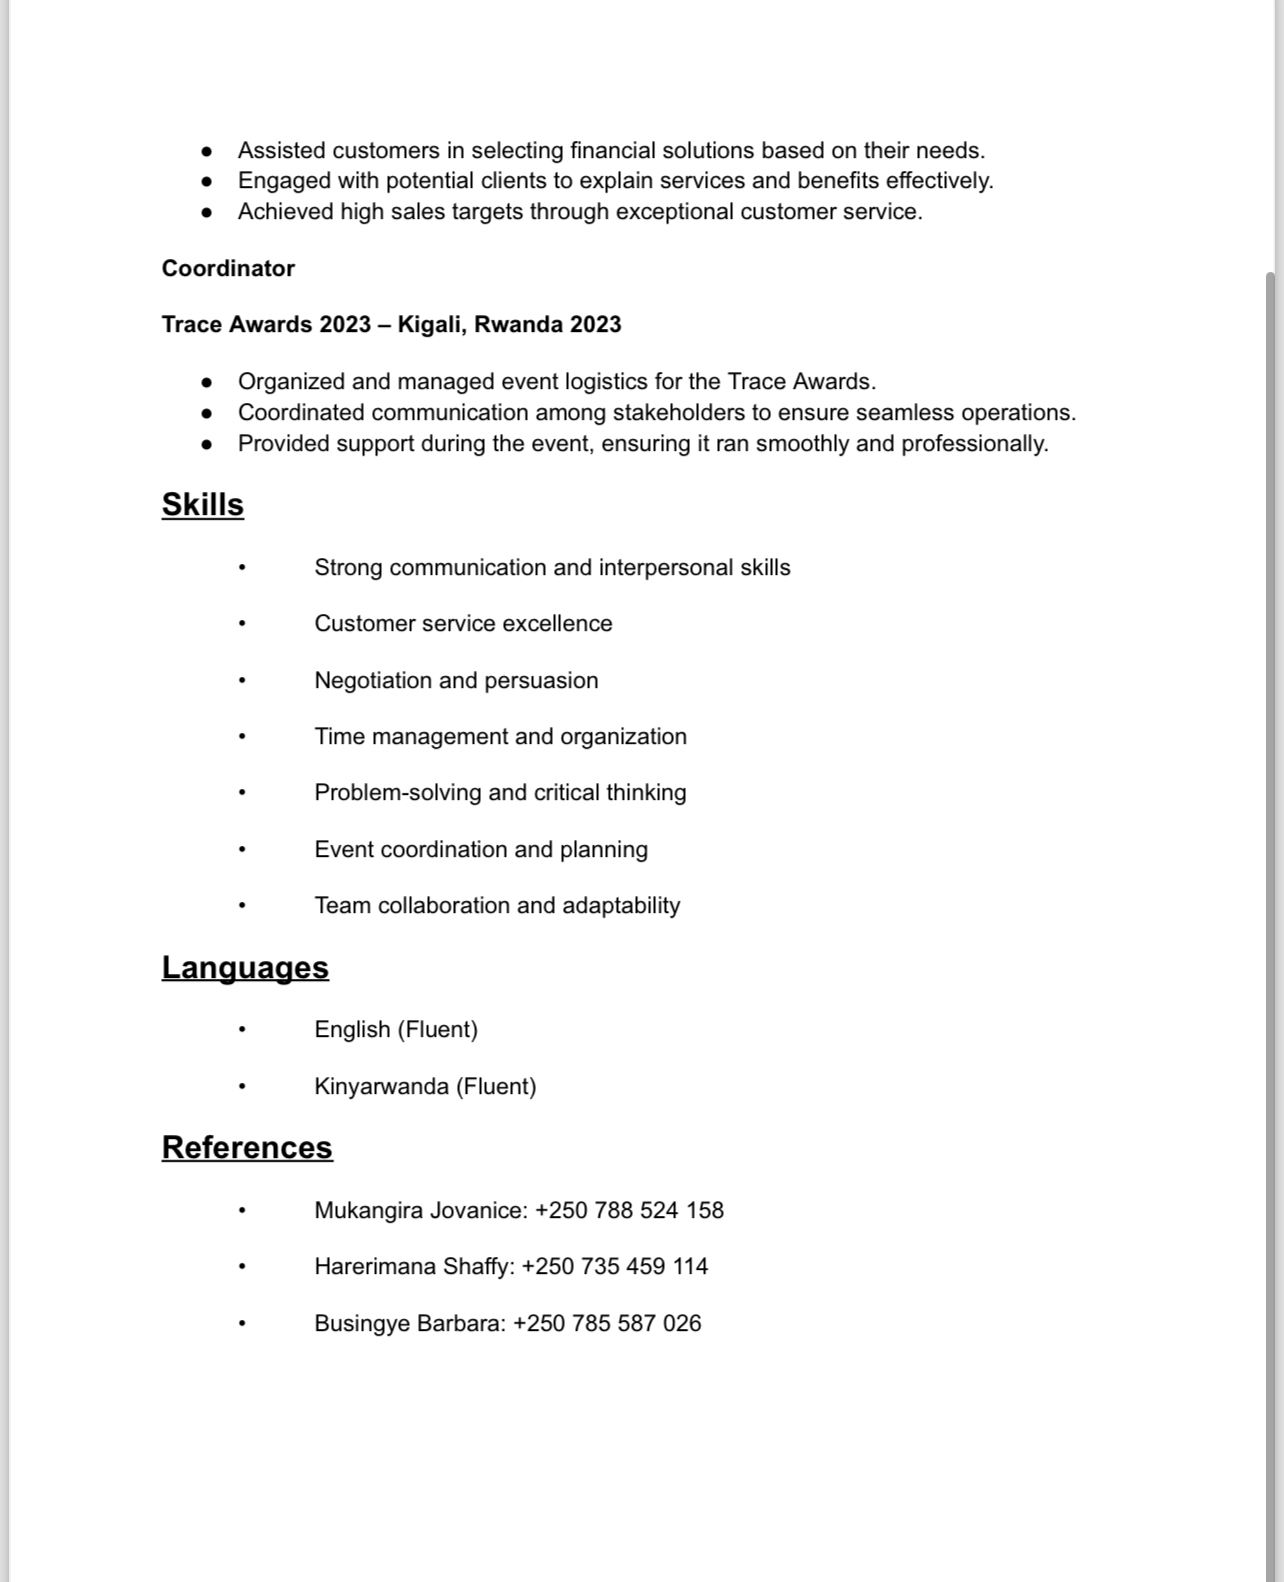 ● Assisted customers in selecting financial solutions based on their needs.
● Engaged with potential clients to explain services and benefits effectively.
● Achieved high sales targets through exceptional customer service.
Coordinator
Trace Awards 2023 – Kigali, Rwanda 2023
● Organized and managed event logistics for the Trace Awards.
● Coordinated communication among stakeholders to ensure seamless operations.
● Provided support during the event, ensuring it ran smoothly and professionally.
Skills
• Strong communication and interpersonal skills
• Customer service excellence
• Negotiation and persuasion
• Time management and organization
• Problem-solving and critical thinking
• Event coordination and planning
• Team collaboration and adaptability
Languages
• English (Fluent)
• Kinyarwanda (Fluent)
References
• Mukangira Jovanice: +250 788 524 158
• Harerimana Shaffy: +250 735 459 114
• Busingye Barbara: +250 785 587 026